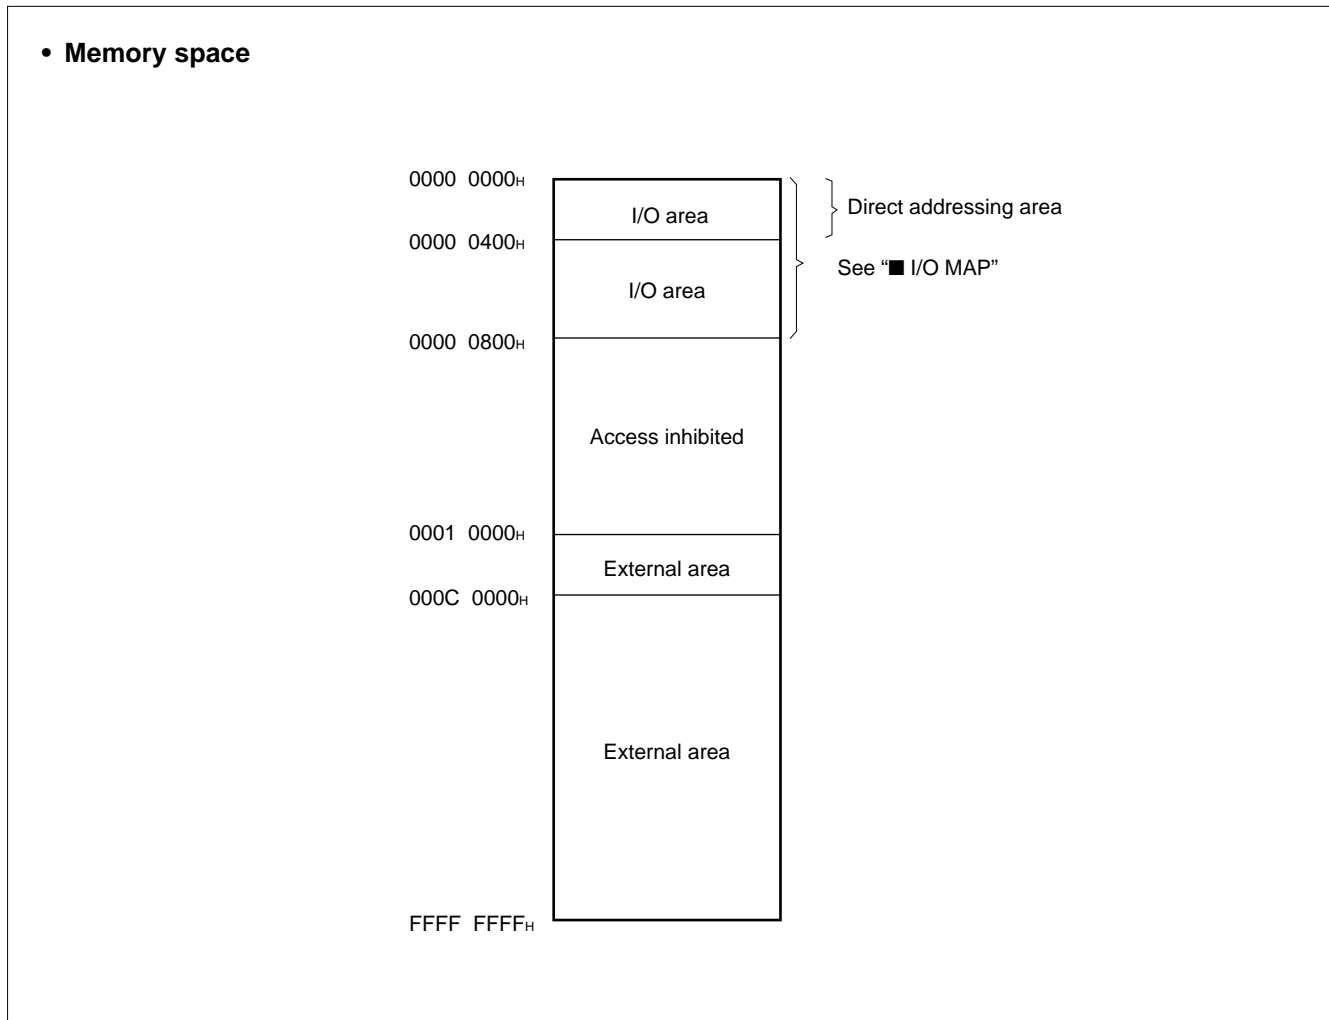 • Memory space
0000 0000H
I/O area
Direct addressing area
0000 0400H
I/O area
See “■ I/O MAP”
0000 0800H
Access inhibited
0001 0000H
External area
000C 0000H
External area
FFFF FFFFH